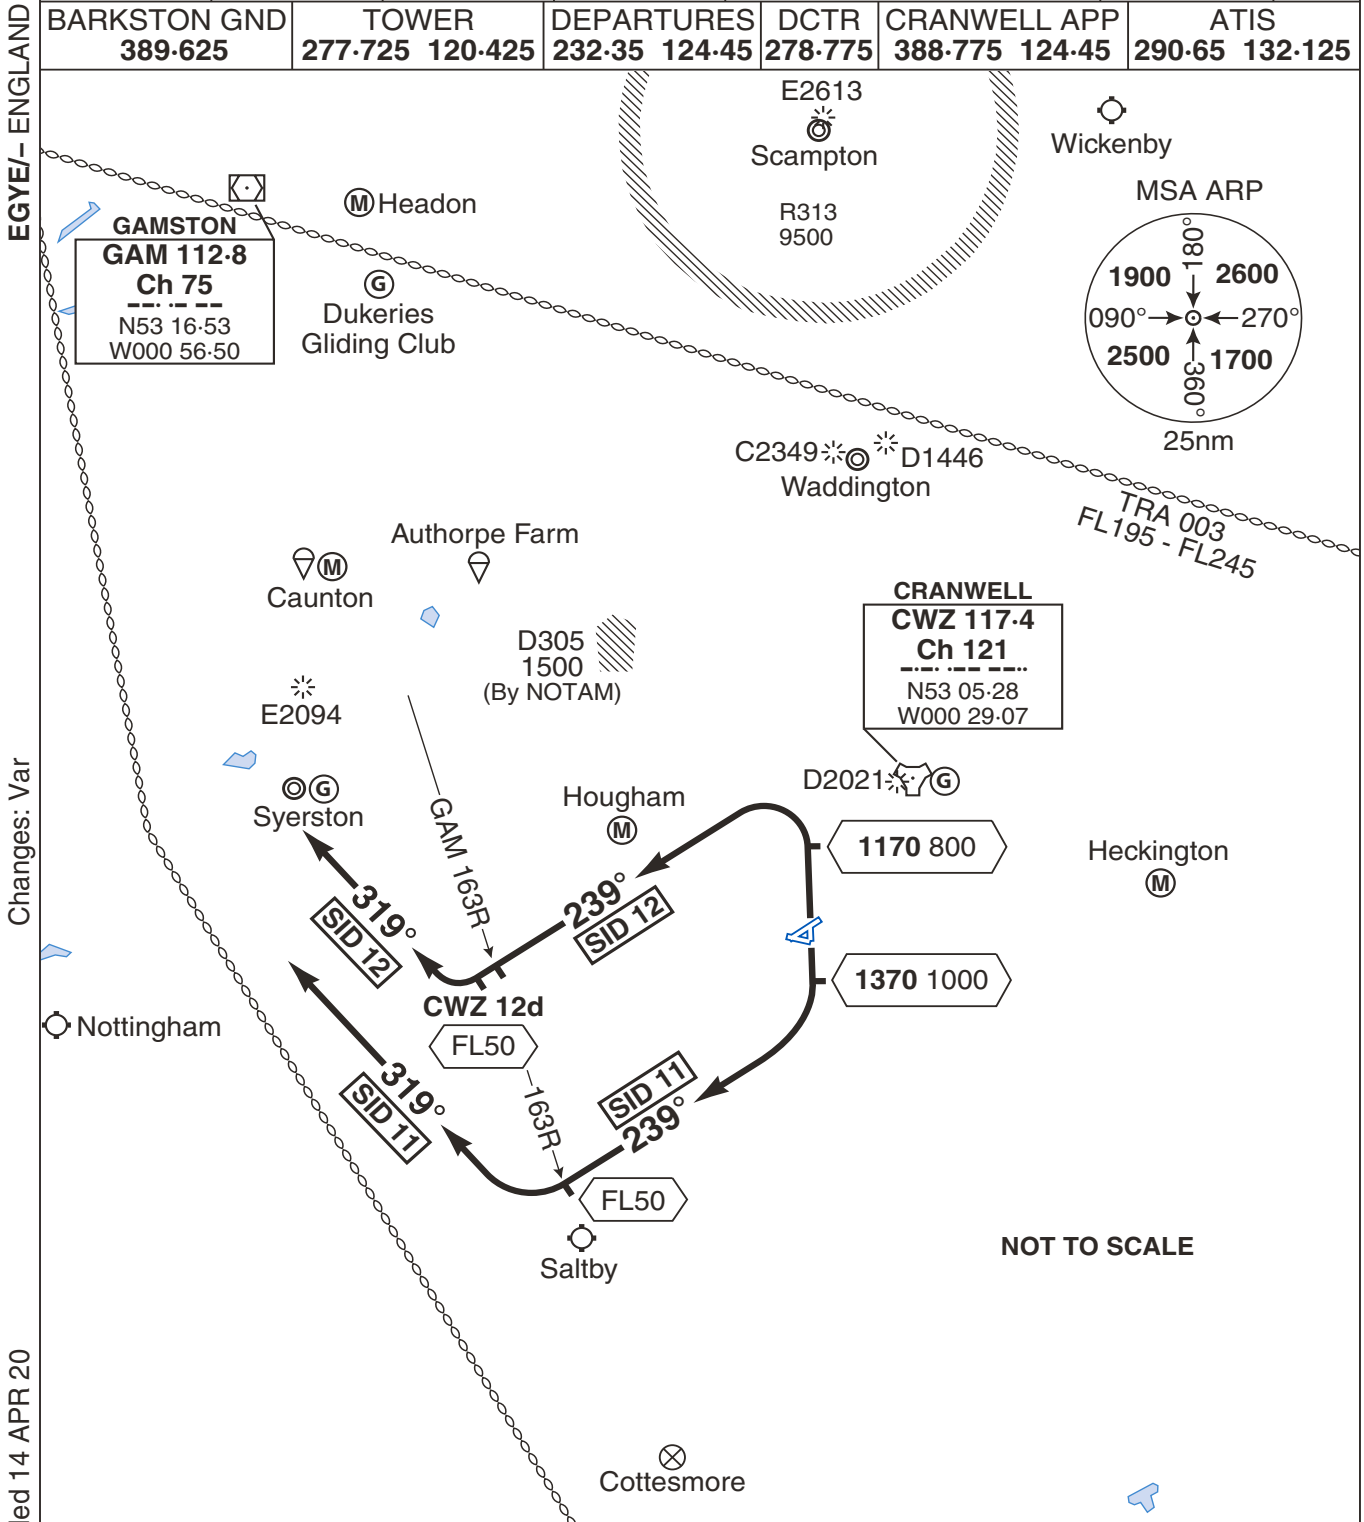 BARKSTON GND
389·625
TOWER
277·725 120·425
DEPARTURES
232·35 124·45
DCTR
278·775
CRANWELL APP
388·775 124·45
ATIS
290·65 132·125
EGYE/– ENGLAND
Changes: Var
14 APR 20
E2613
Scampton
R313
9500
Wickenby
MSA ARP
180°
1900 2600
090° 270°
2500 1700
360°
25nm
GAMSTON
GAM 112·8
Ch 75
N53 16·53
W000 56·50
M Headon
G
Dukeries
Gliding Club
C2349 D1446
Waddington
TRA 003
FL195 - FL245
Authorpe Farm
M
Caunton
D305
1500
(By NOTAM)
E2094
CRANWELL
CWZ 117·4
Ch 121
N53 05·28
W000 29·07
D2021 G
G
Syerston
Hougham
M
1170 800
Heckington
M
GAM 163R
239°
SID 12
319°
SID 12
CWZ 12d
FL50
1370 1000
Nottingham
163R
SID 11
239°
319°
SID 11
FL50
Saltby
NOT TO SCALE
Cottesmore